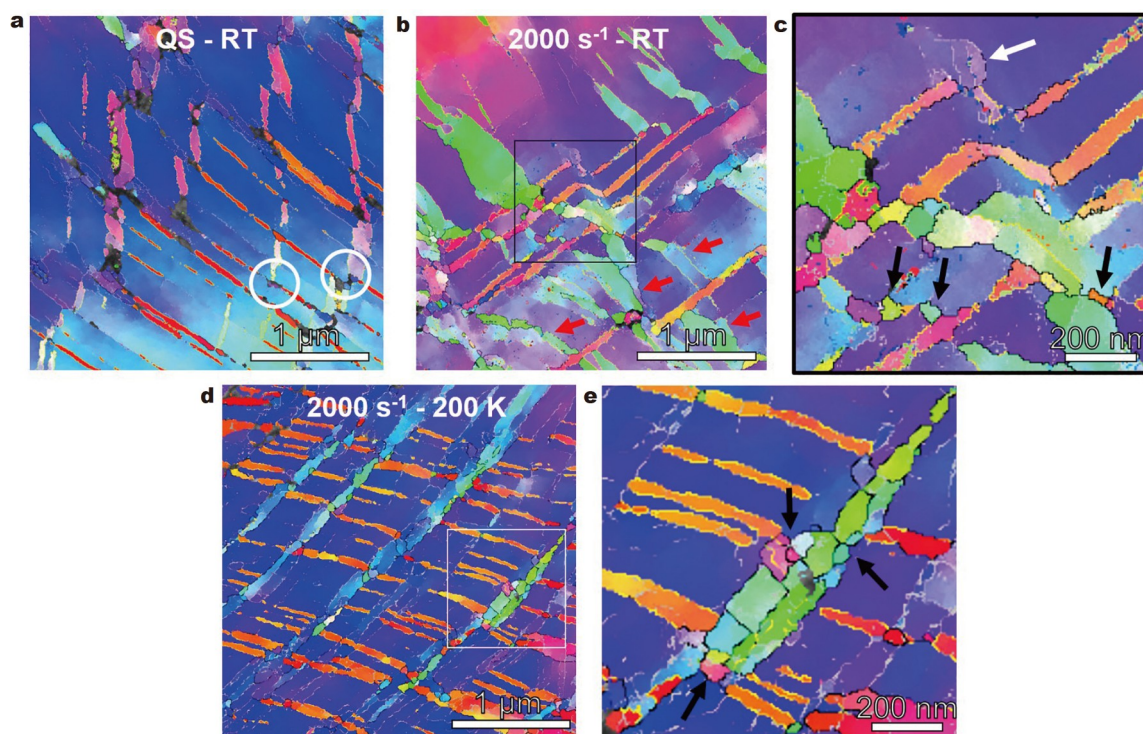 a
QS - RT
1 μm
b
2000 s⁻¹ - RT
1 μm
c
200 nm
d
2000 s⁻¹ - 200 K
1 μm
e
200 nm